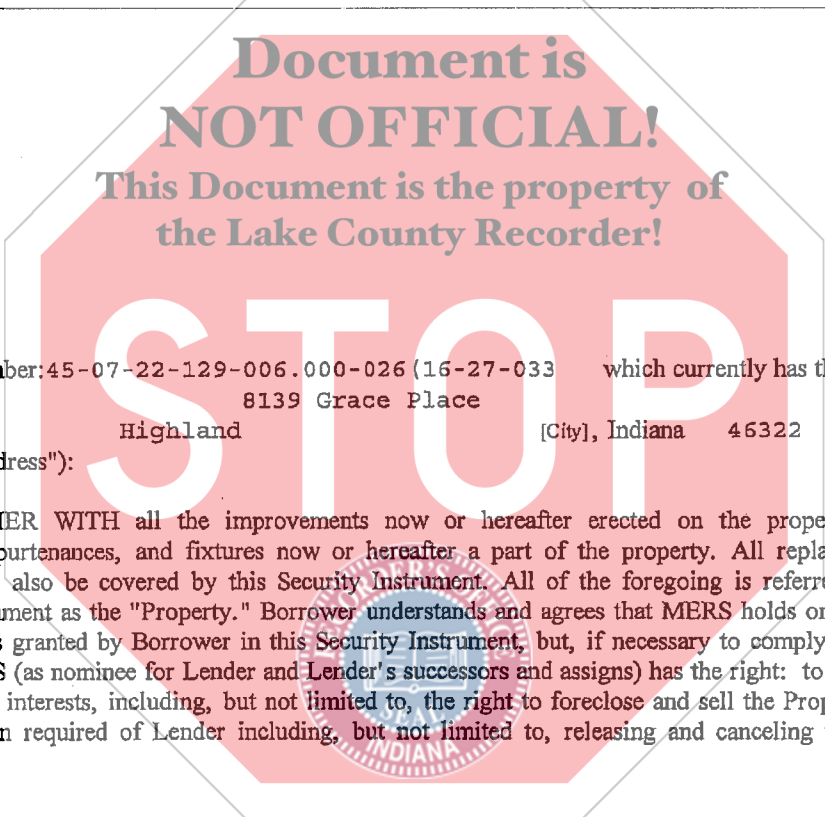 Document is
NOT OFFICIAL!
This Document is the property of
the Lake County Recorder!
STOP
ber:45-07-22-129-006.000-026(16-27-033 which currently has th
8139 Grace Place
Highland [City], Indiana 46322
dress"):
ER WITH all the improvements now or hereafter erected on the prope
purtenances, and fixtures now or hereafter a part of the property. All repla
also be covered by this Security Instrument. All of the foregoing is referre
ument as the "Property." Borrower understands and agrees that MERS holds on
s granted by Borrower in this Security Instrument, but, if necessary to comply
S (as nominee for Lender and Lender's successors and assigns) has the right: to
interests, including, but not limited to, the right to foreclose and sell the Prop
n required of Lender including, but not limited to, releasing and canceling
SEAL
INDIANA